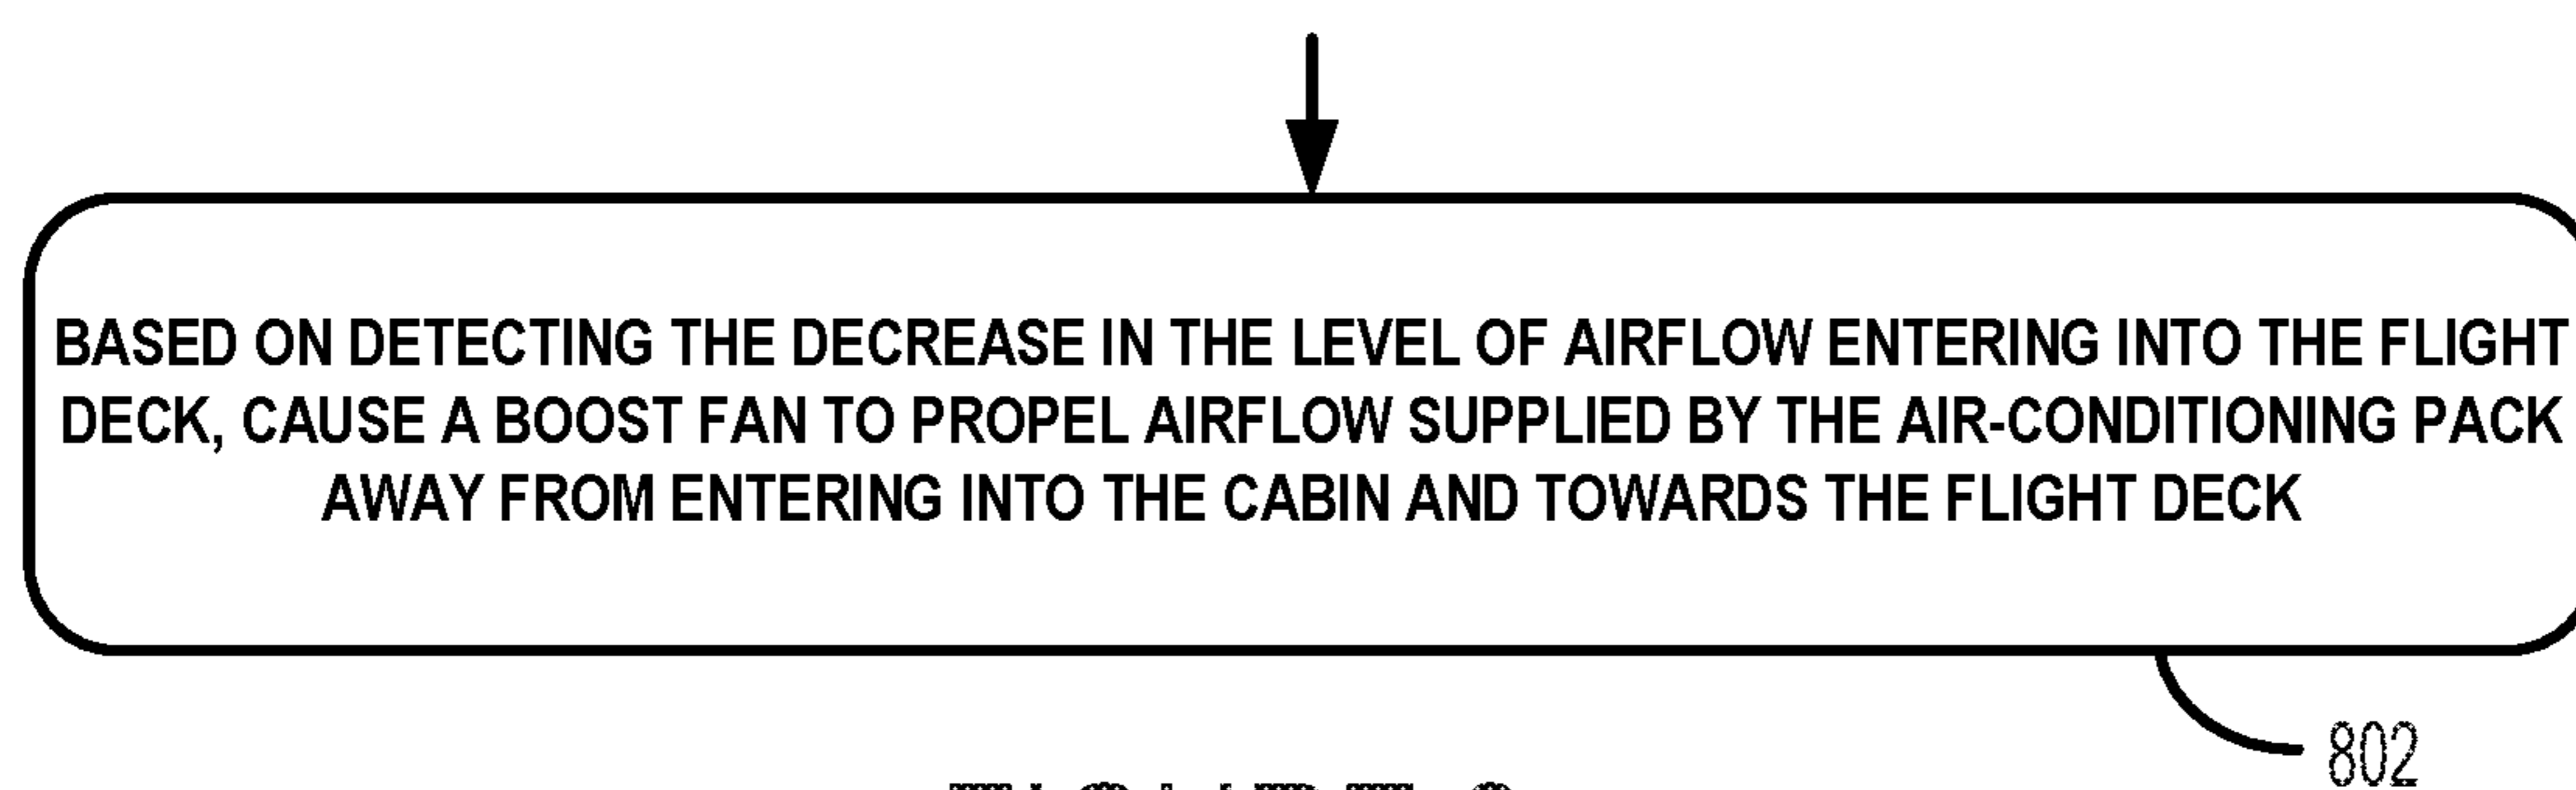 BASED ON DETECTING THE DECREASE IN THE LEVEL OF AIRFLOW ENTERING INTO THE FLIGHT
DECK, CAUSE A BOOST FAN TO PROPEL AIRFLOW SUPPLIED BY THE AIR-CONDITIONING PACK
AWAY FROM ENTERING INTO THE CABIN AND TOWARDS THE FLIGHT DECK
802